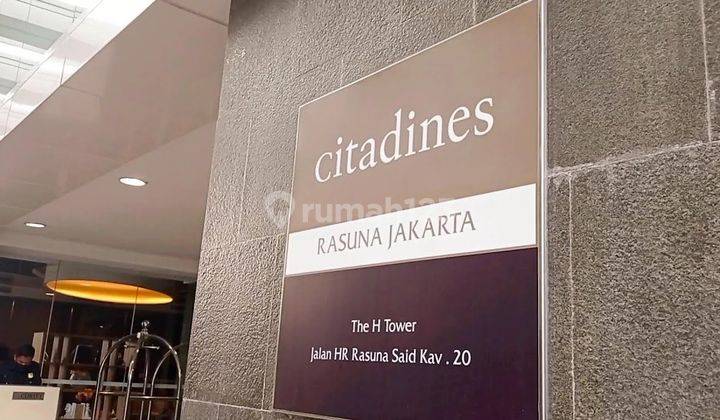 citadines
rumah123
RASUNA JAKARTA
The H Tower
Jalan HR Rasuna Said Kav . 20